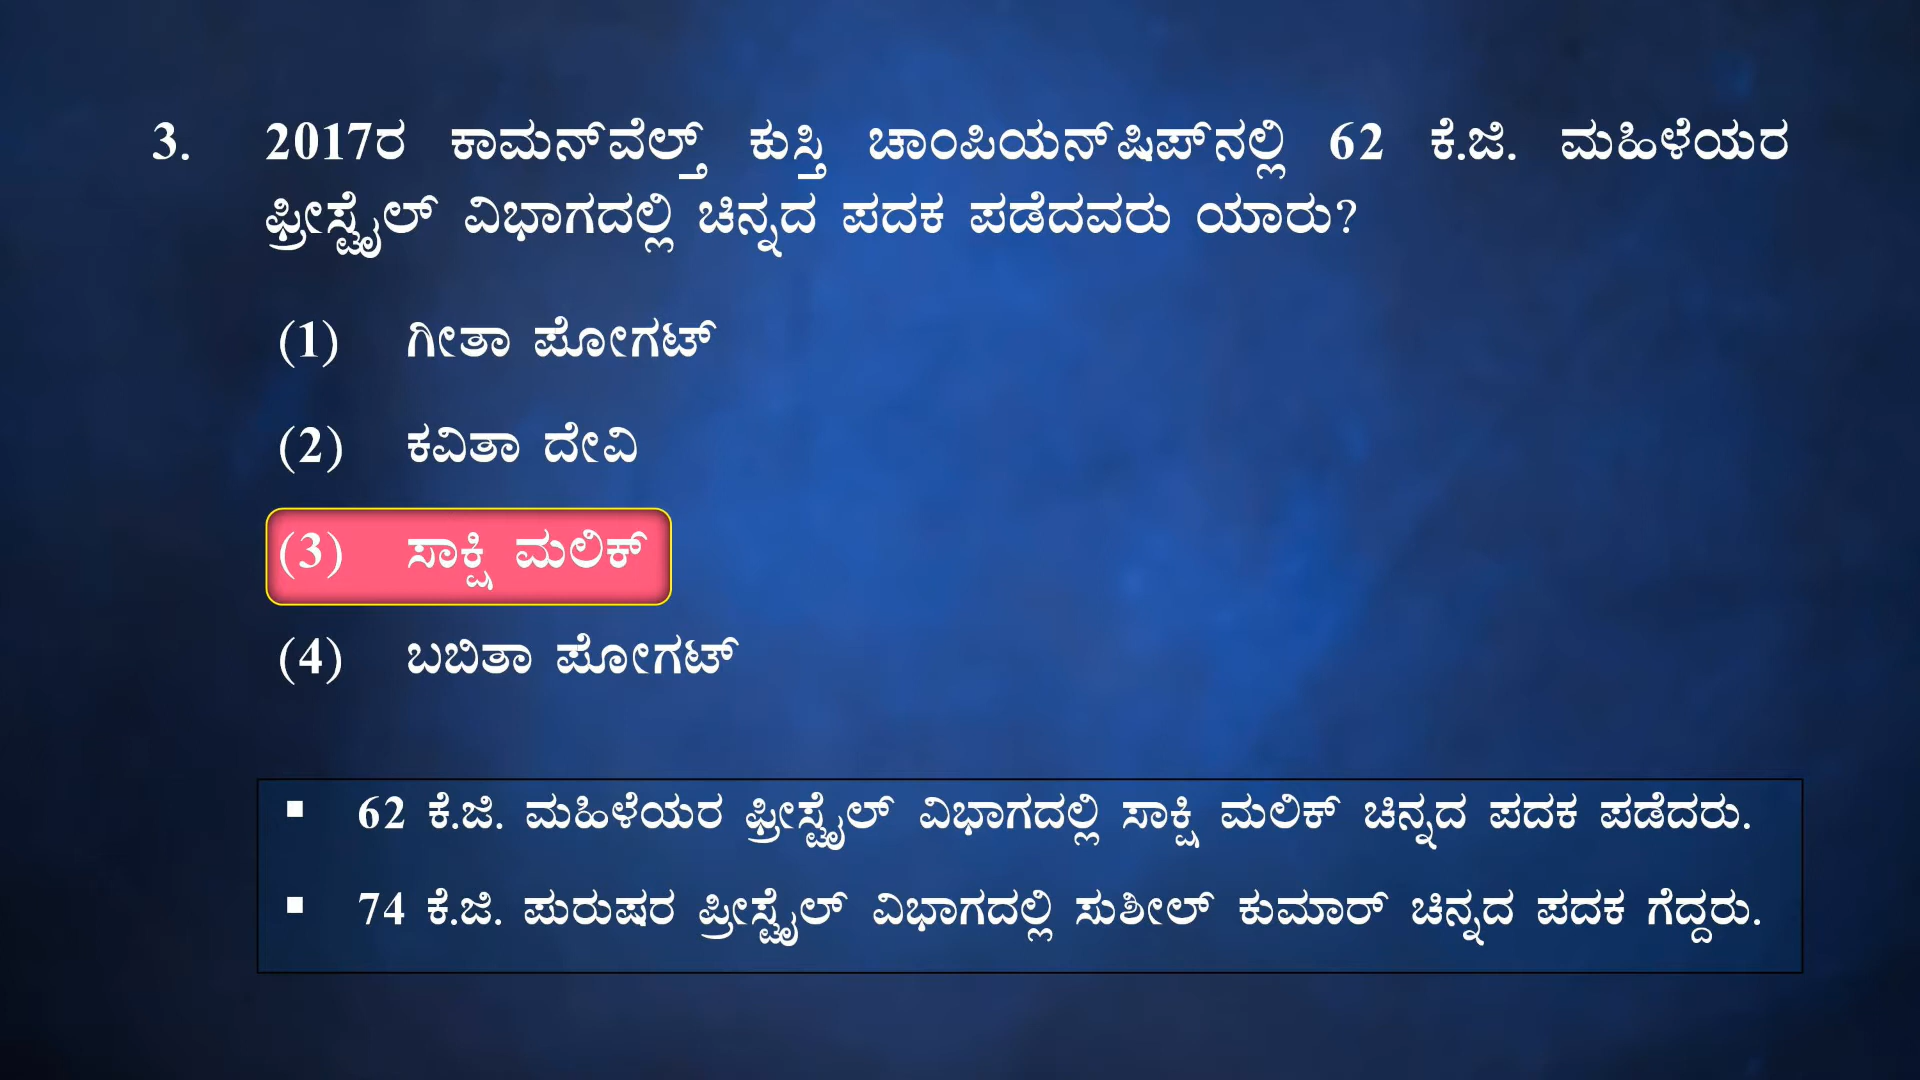 3. 2017ರ ಕಾಮನ್‌ವೆಲ್ತ್ ಕುಸ್ತಿ ಚಾಂಪಿಯನ್‌ಷಿಪ್‌ನಲ್ಲಿ 62 ಕೆ.ಜಿ. ಮಹಿಳೆಯರ
ಫ್ರೀಸ್ಟೈಲ್ ವಿಭಾಗದಲ್ಲಿ ಚಿನ್ನದ ಪದಕ ಪಡೆದವರು ಯಾರು?
(1) ಗೀತಾ ಪೋಗಟ್
(2) ಕವಿತಾ ದೇವಿ
(3) ಸಾಕ್ಷಿ ಮಲಿಕ್
(4) ಬಬಿತಾ ಪೋಗಟ್
▪ 62 ಕೆ.ಜಿ. ಮಹಿಳೆಯರ ಫ್ರೀಸ್ಟೈಲ್ ವಿಭಾಗದಲ್ಲಿ ಸಾಕ್ಷಿ ಮಲಿಕ್ ಚಿನ್ನದ ಪದಕ ಪಡೆದರು.
▪ 74 ಕೆ.ಜಿ. ಪುರುಷರ ಪ್ರೀಸ್ಟೈಲ್ ವಿಭಾಗದಲ್ಲಿ ಸುಶೀಲ್ ಕುಮಾರ್ ಚಿನ್ನದ ಪದಕ ಗೆದ್ದರು.